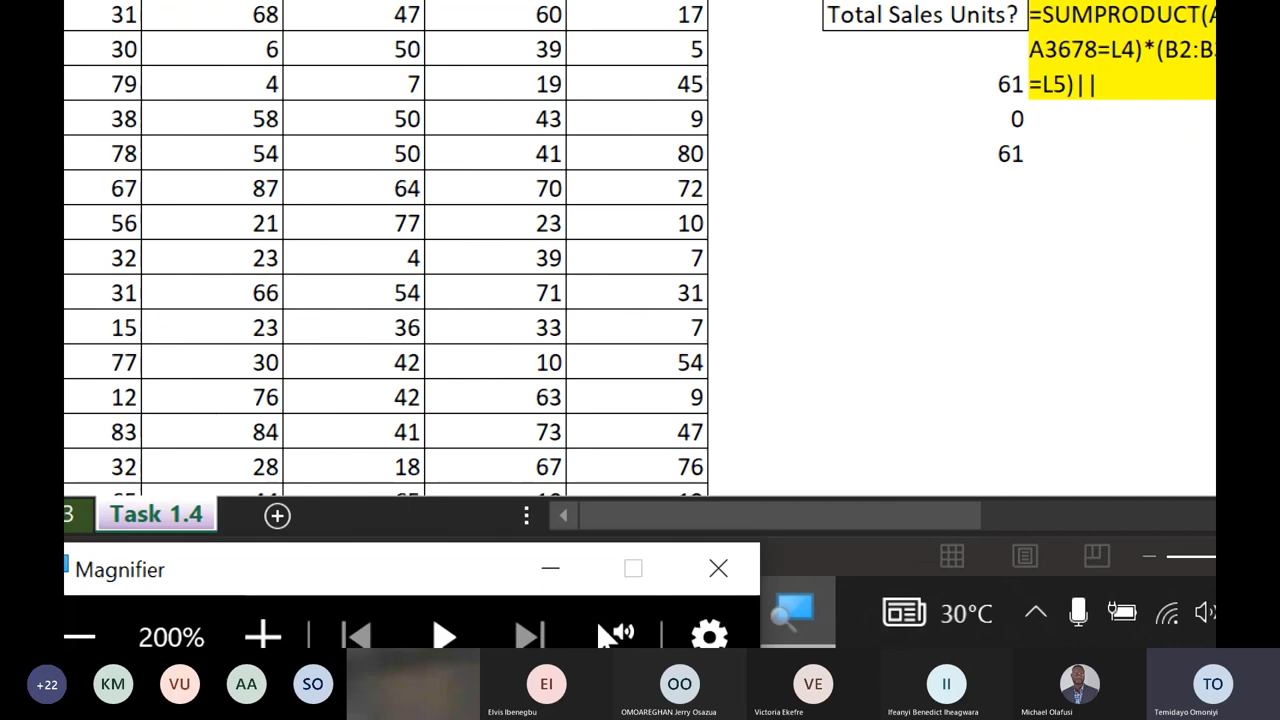 31 68 47 60 17 Total Sales Units? =SUMPRODUCT(
30 6 50 39 5 A3678=L4)*(B2:B
79 4 7 19 45 61 =L5)||
38 58 50 43 9 0
78 54 50 41 80 61
67 87 64 70 72
56 21 77 23 10
32 23 4 39 7
31 66 54 71 31
15 23 36 33 7
77 30 42 10 54
12 76 42 63 9
83 84 41 73 47
32 28 18 67 76
3 Task 1.4
Magnifier
200%
30°C
+22 KM VU AA SO EI OO VE II TO
Elvis Ibenegbu OMOAREGHAN Jerry Osazua Victoria Ekefre Ifeanyi Benedict Iheagwara Michael Olafusi Temidayo Ononiyi